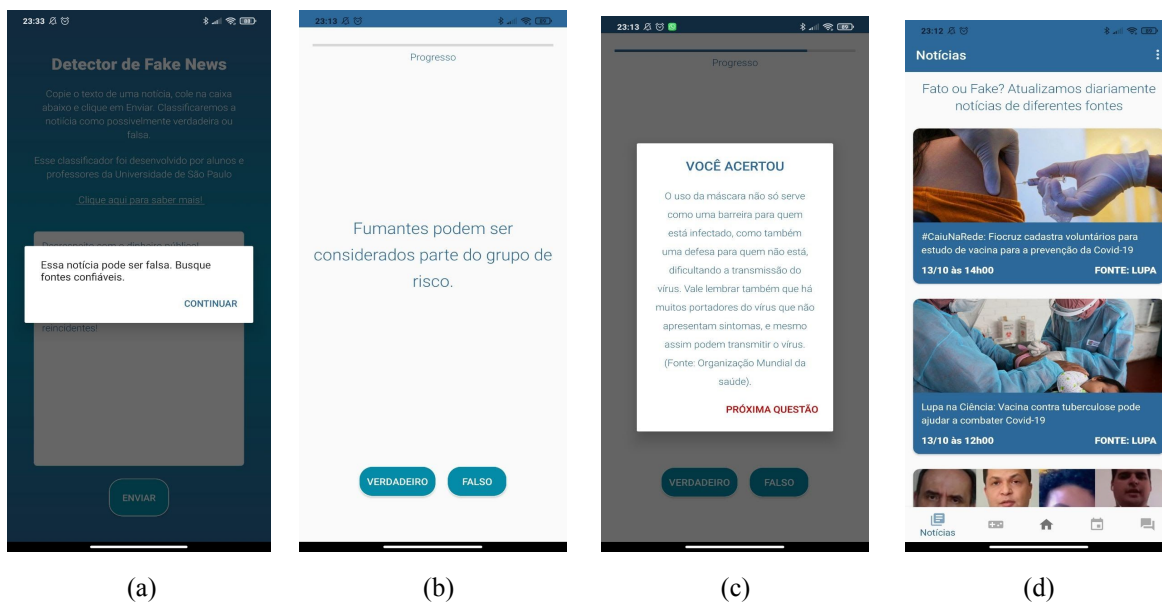 23:33
88
Detector de Fake News
Copie o texto de uma notícia, cole na caixa
abaixo e clique em Enviar. Classificaremos a
notícia como possivelmente verdadeira ou
falsa.
Esse classificador foi desenvolvido por alunos e
professores da Universidade de São Paulo
Clique aqui para saber mais!
Essa notícia pode ser falsa. Busque
fontes confiáveis.
CONTINUAR
reincidentes!
ENVIAR
(a)
23:13
Progresso
Fumantes podem ser
considerados parte do grupo de
risco.
VERDADEIRO
FALSO
(b)
23:13
89
Progresso
VOCÊ ACERTOU
O uso da máscara não só serve
como uma barreira para quem
está infectado, como também
uma defesa para quem não está,
dificultando a transmissão do
vírus. Vale lembrar também que há
muitos portadores do vírus que não
apresentam sintomas, e mesmo
assim podem transmitir o vírus.
(Fonte: Organização Mundial da
saúde).
PRÓXIMA QUESTÃO
VERDADEIRO
FALSO
(c)
23:12
Notícias
Fato ou Fake? Atualizamos diariamente
notícias de diferentes fontes
#CaiuNaRede: Fiocruz cadastra voluntários para
estudo de vacina para a prevenção da Covid-19
13/10 às 14h00 FONTE: LUPA
Lupa na Ciência: Vacina contra tuberculose pode
ajudar a combater Covid-19
13/10 às 12h00 FONTE: LUPA
Notícias
(d)